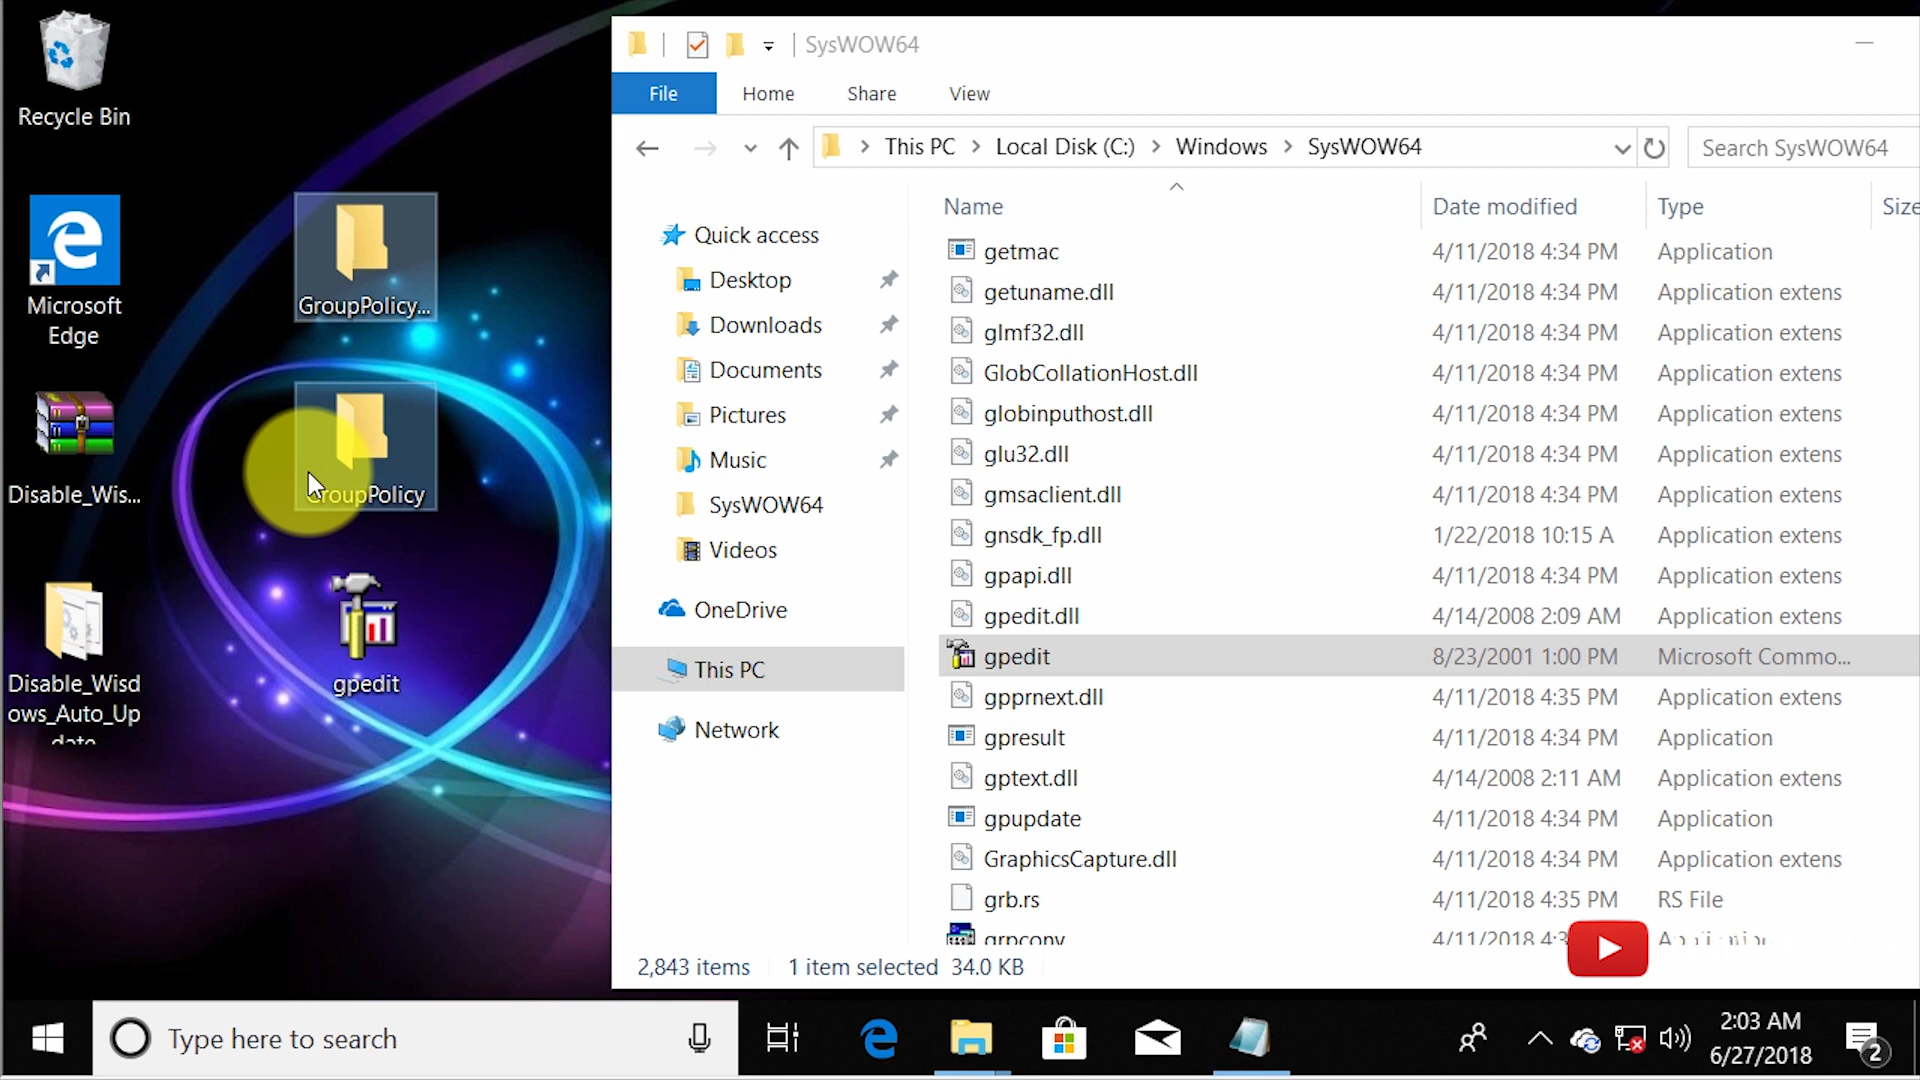 Recycle Bin
Microsoft
Edge
Disable_Wis...
Disable_Wisd
ows_Auto_Up
date
GroupPolicy...
GroupPolicy
gpedit
SysWOW64
File
Home
Share
View
This PC
Local Disk (C:)
Windows
SysWOW64
Search SysWOW64
Quick access
Desktop
Downloads
Documents
Pictures
Music
SysWOW64
Videos
OneDrive
This PC
Network
Name Date modified Type Size
getmac 4/11/2018 4:34 PM Application
getuname.dll 4/11/2018 4:34 PM Application extens
glmf32.dll 4/11/2018 4:34 PM Application extens
GlobCollationHost.dll 4/11/2018 4:34 PM Application extens
globinputhost.dll 4/11/2018 4:34 PM Application extens
glu32.dll 4/11/2018 4:34 PM Application extens
gmsaclient.dll 4/11/2018 4:34 PM Application extens
gnsdk_fp.dll 1/22/2018 10:15 A Application extens
gpapi.dll 4/11/2018 4:34 PM Application extens
gpedit.dll 4/14/2008 2:09 AM Application extens
gpedit 8/23/2001 1:00 PM Microsoft Commo...
gpprnext.dll 4/11/2018 4:35 PM Application extens
gpresult 4/11/2018 4:34 PM Application
gptext.dll 4/14/2008 2:11 AM Application extens
gpupdate 4/11/2018 4:34 PM Application
GraphicsCapture.dll 4/11/2018 4:34 PM Application extens
grb.rs 4/11/2018 4:35 PM RS File
grpconv 4/11/2018
2,843 items 1 item selected 34.0 KB
Type here to search
2:03 AM
6/27/2018
2